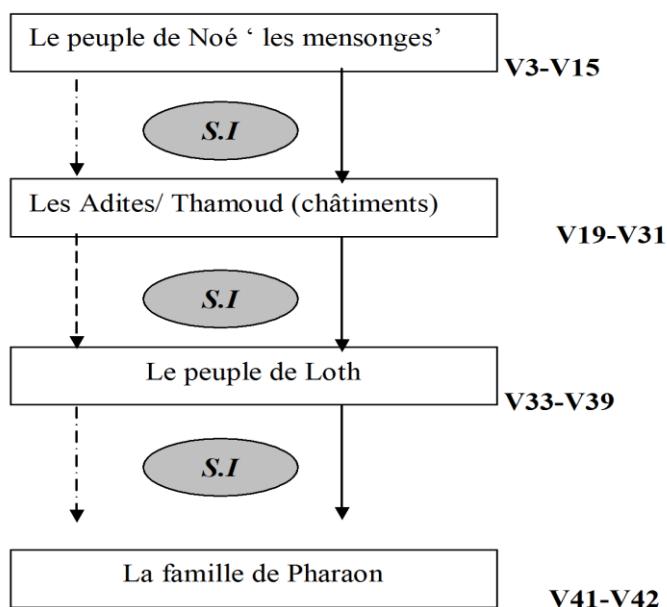 Le peuple de Noé ‘ les mensonges’
V3-V15
S.I
Les Adites/ Thamoud (châtiments)
V19-V31
S.I
Le peuple de Loth
V33-V39
S.I
La famille de Pharaon
V41-V42